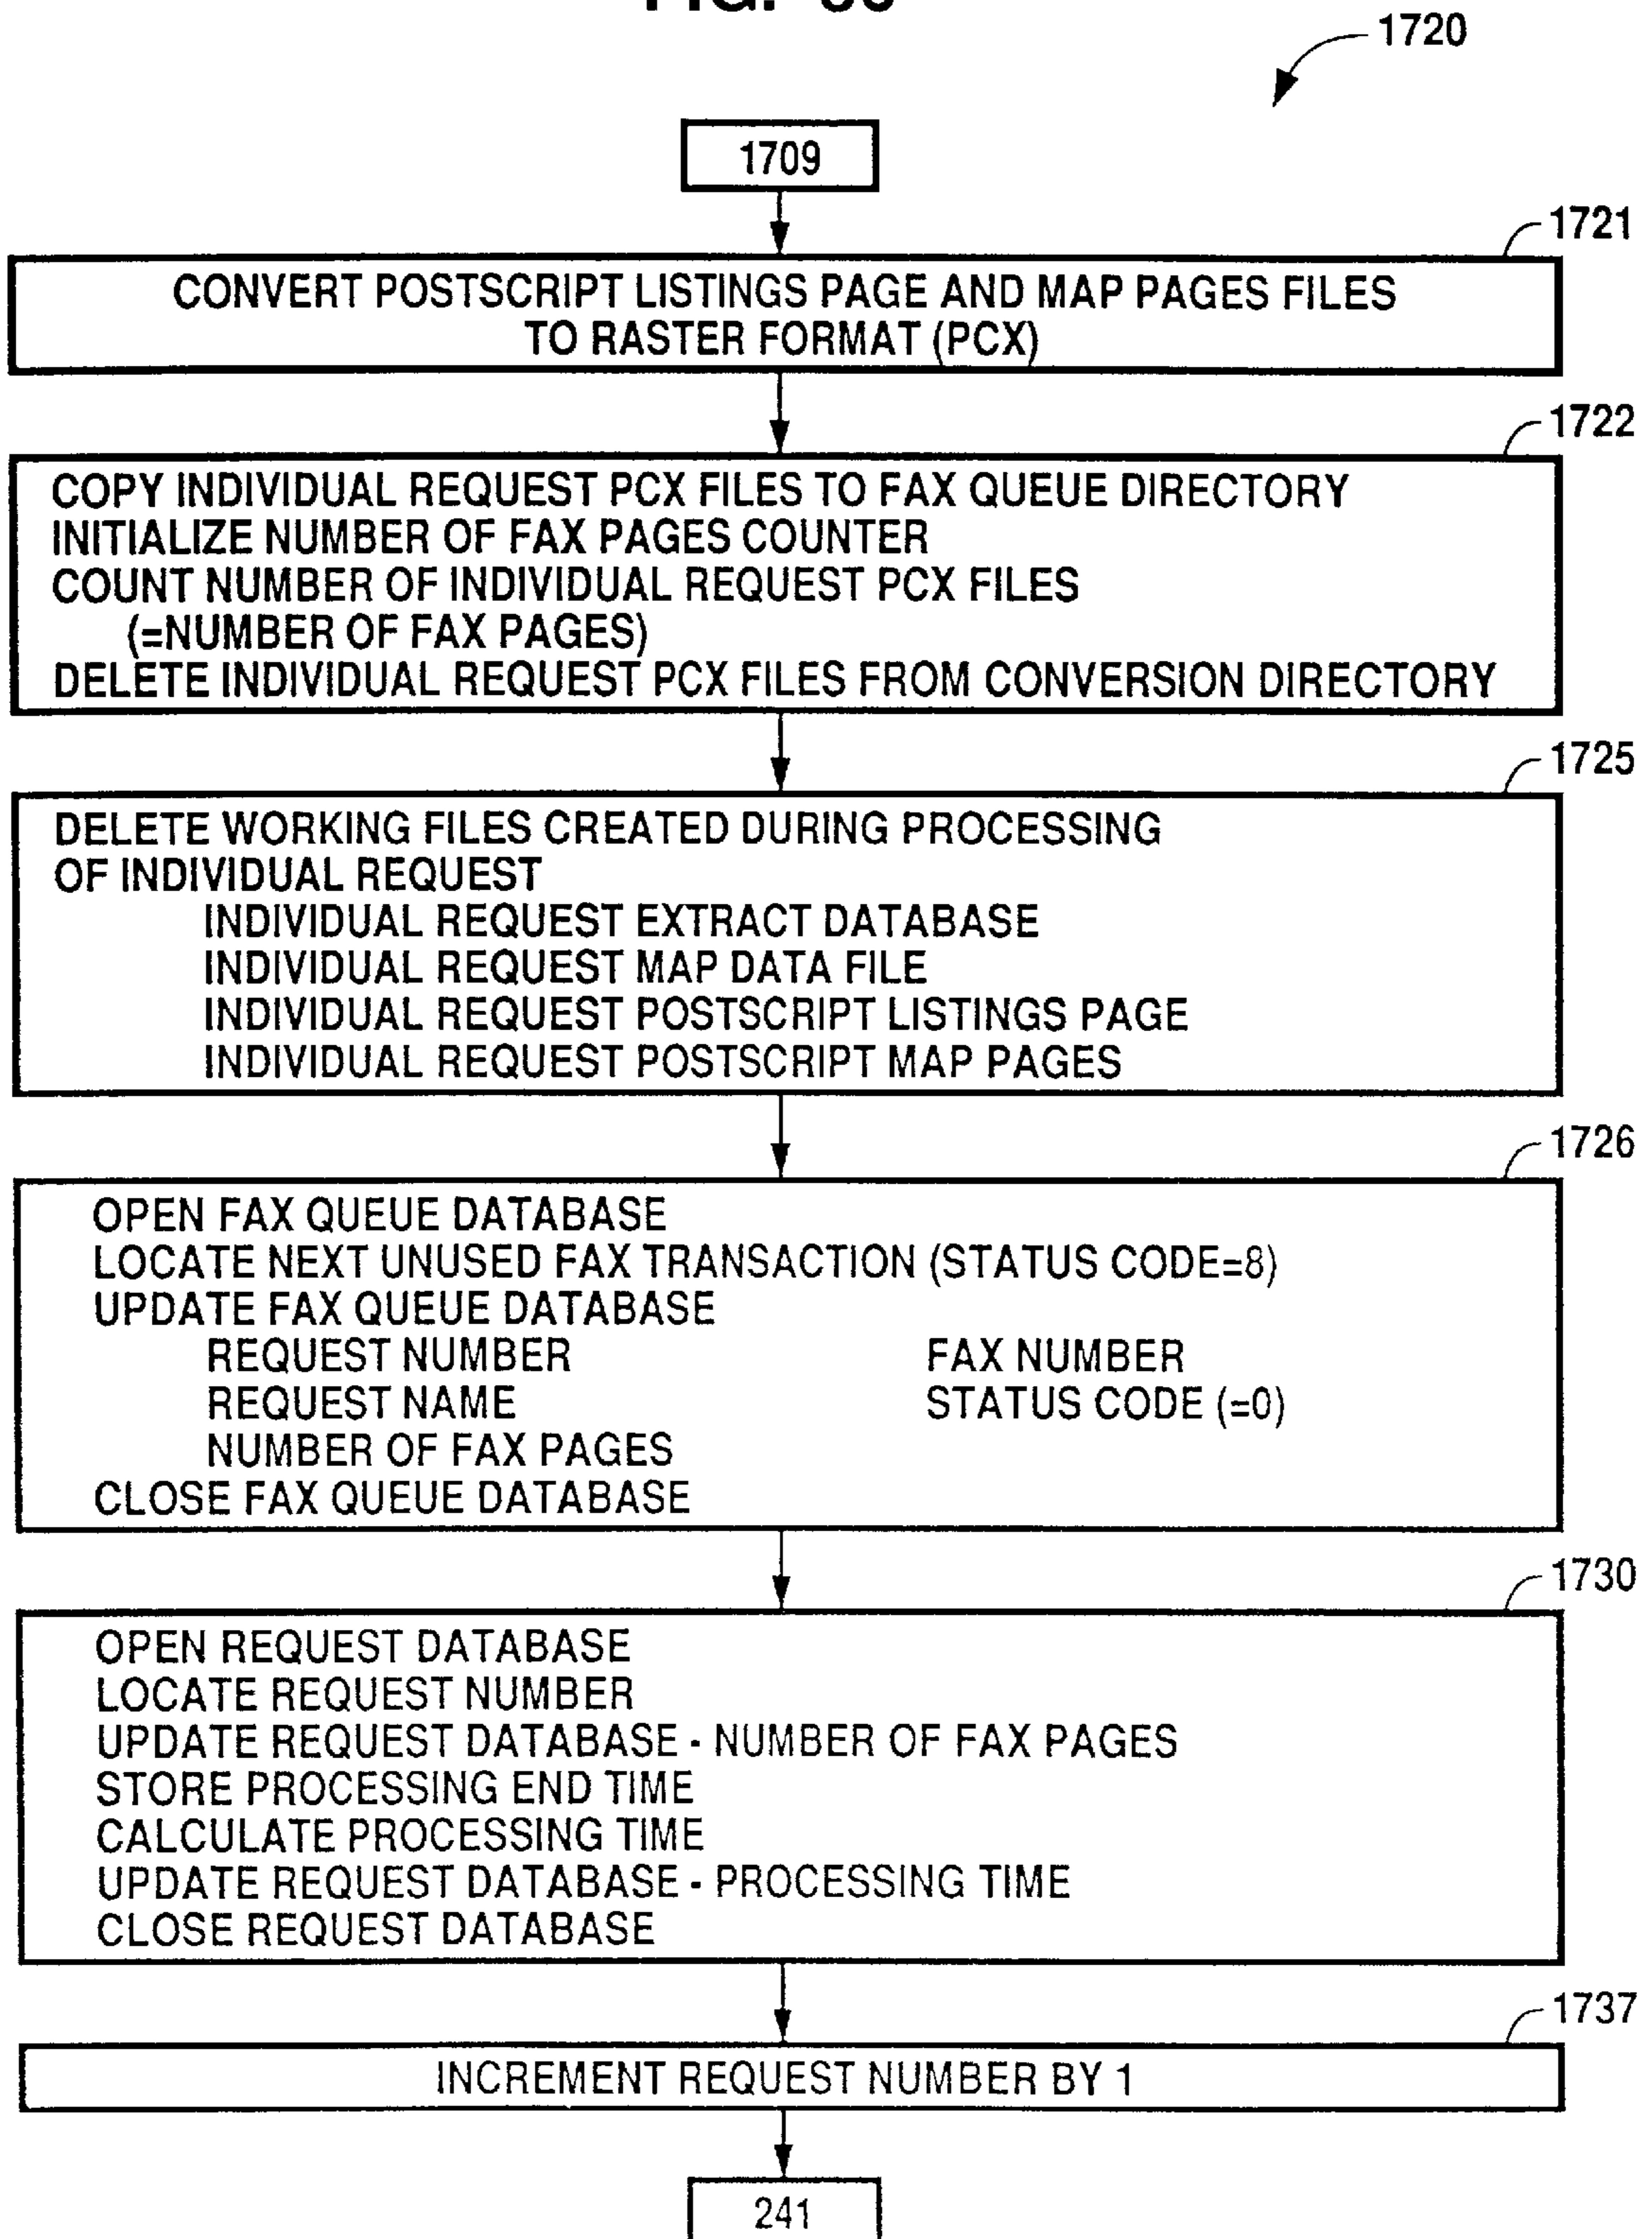 1720
1709
1721
CONVERT POSTSCRIPT LISTINGS PAGE AND MAP PAGES FILES
TO RASTER FORMAT (PCX)
1722
COPY INDIVIDUAL REQUEST PCX FILES TO FAX QUEUE DIRECTORY
INITIALIZE NUMBER OF FAX PAGES COUNTER
COUNT NUMBER OF INDIVIDUAL REQUEST PCX FILES
(=NUMBER OF FAX PAGES)
DELETE INDIVIDUAL REQUEST PCX FILES FROM CONVERSION DIRECTORY
1725
DELETE WORKING FILES CREATED DURING PROCESSING
OF INDIVIDUAL REQUEST
INDIVIDUAL REQUEST EXTRACT DATABASE
INDIVIDUAL REQUEST MAP DATA FILE
INDIVIDUAL REQUEST POSTSCRIPT LISTINGS PAGE
INDIVIDUAL REQUEST POSTSCRIPT MAP PAGES
1726
OPEN FAX QUEUE DATABASE
LOCATE NEXT UNUSED FAX TRANSACTION (STATUS CODE=8)
UPDATE FAX QUEUE DATABASE
REQUEST NUMBER FAX NUMBER
REQUEST NAME STATUS CODE (=0)
NUMBER OF FAX PAGES
CLOSE FAX QUEUE DATABASE
1730
OPEN REQUEST DATABASE
LOCATE REQUEST NUMBER
UPDATE REQUEST DATABASE - NUMBER OF FAX PAGES
STORE PROCESSING END TIME
CALCULATE PROCESSING TIME
UPDATE REQUEST DATABASE - PROCESSING TIME
CLOSE REQUEST DATABASE
1737
INCREMENT REQUEST NUMBER BY 1
241